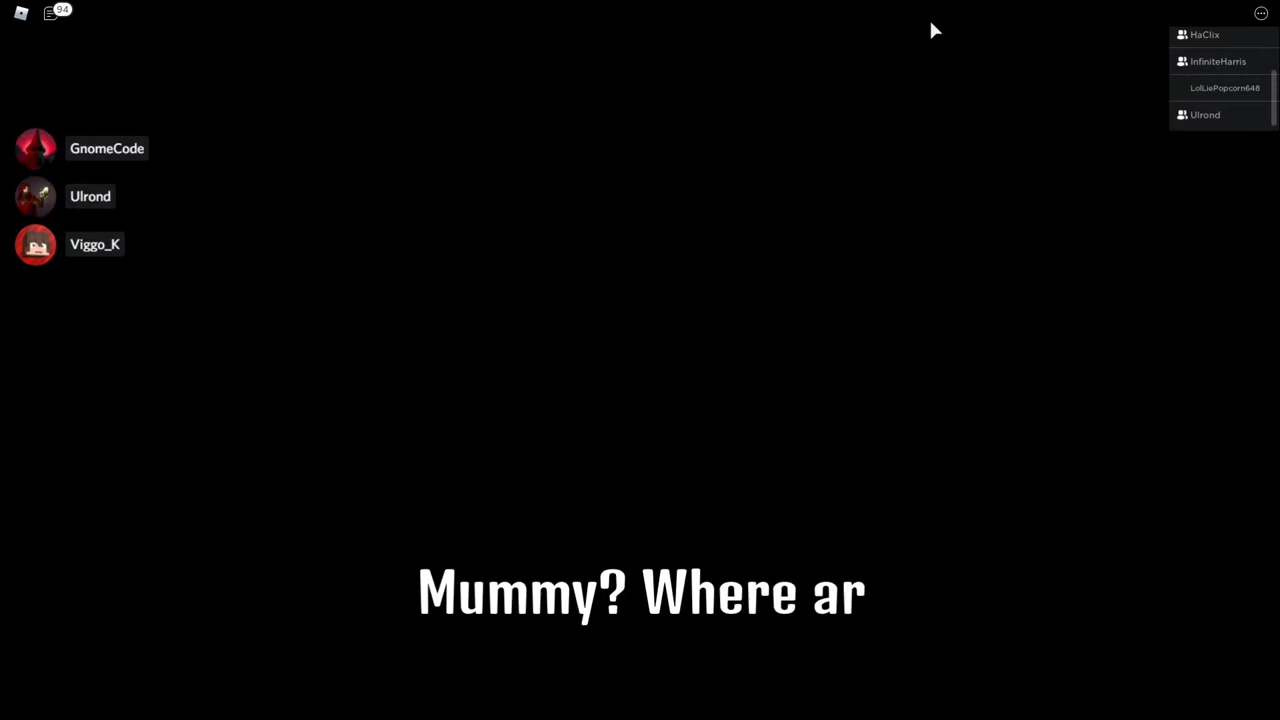 94
HaClix
InfiniteHarris
LolLiePopcorn648
Ulrond
GnomeCode
Ulrond
Viggo_K
Mummy? Where ar